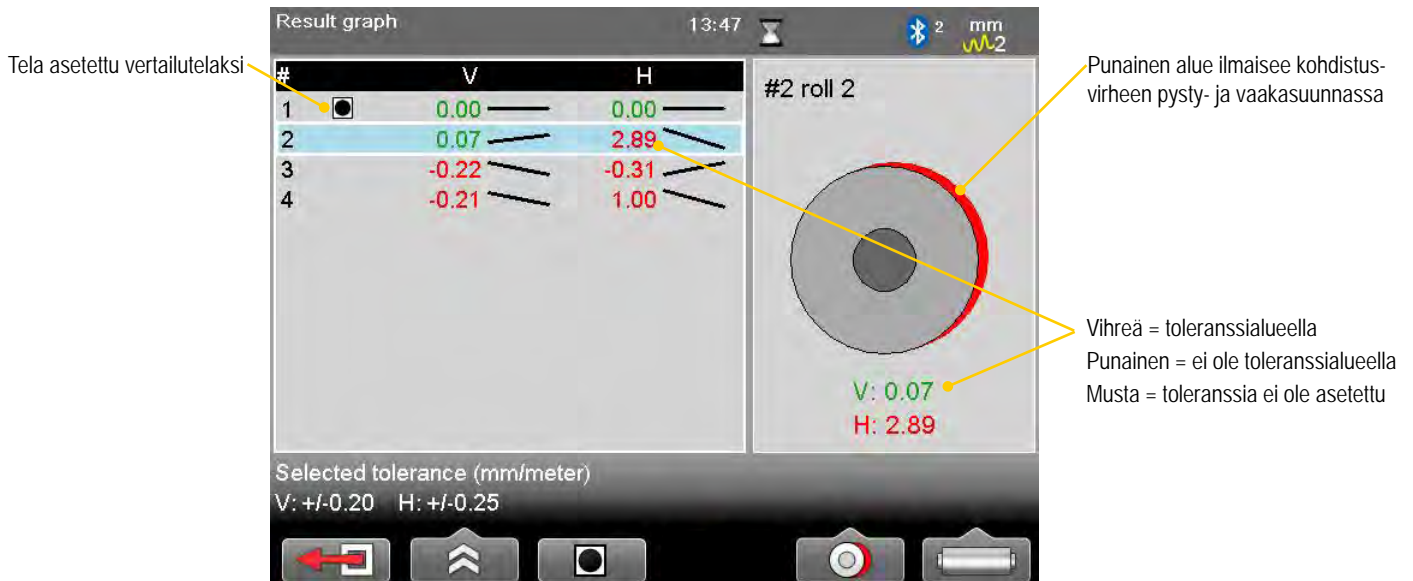 Result graph 13:47 2 mm 2
Tela asetettu vertailutelaksi
# V H
1 0.00 0.00
2 0.07 2.89
3 -0.22 -0.31
4 -0.21 1.00
#2 roll 2
V: 0.07
H: 2.89
Punainen alue ilmaisee kohdistus-
virheen pysty- ja vaakasuunnassa
Vihreä = toleranssialueella
Punainen = ei ole toleranssialueella
Musta = toleranssia ei ole asetettu
Selected tolerance (mm/meter)
V: +/-0.20 H: +/-0.25